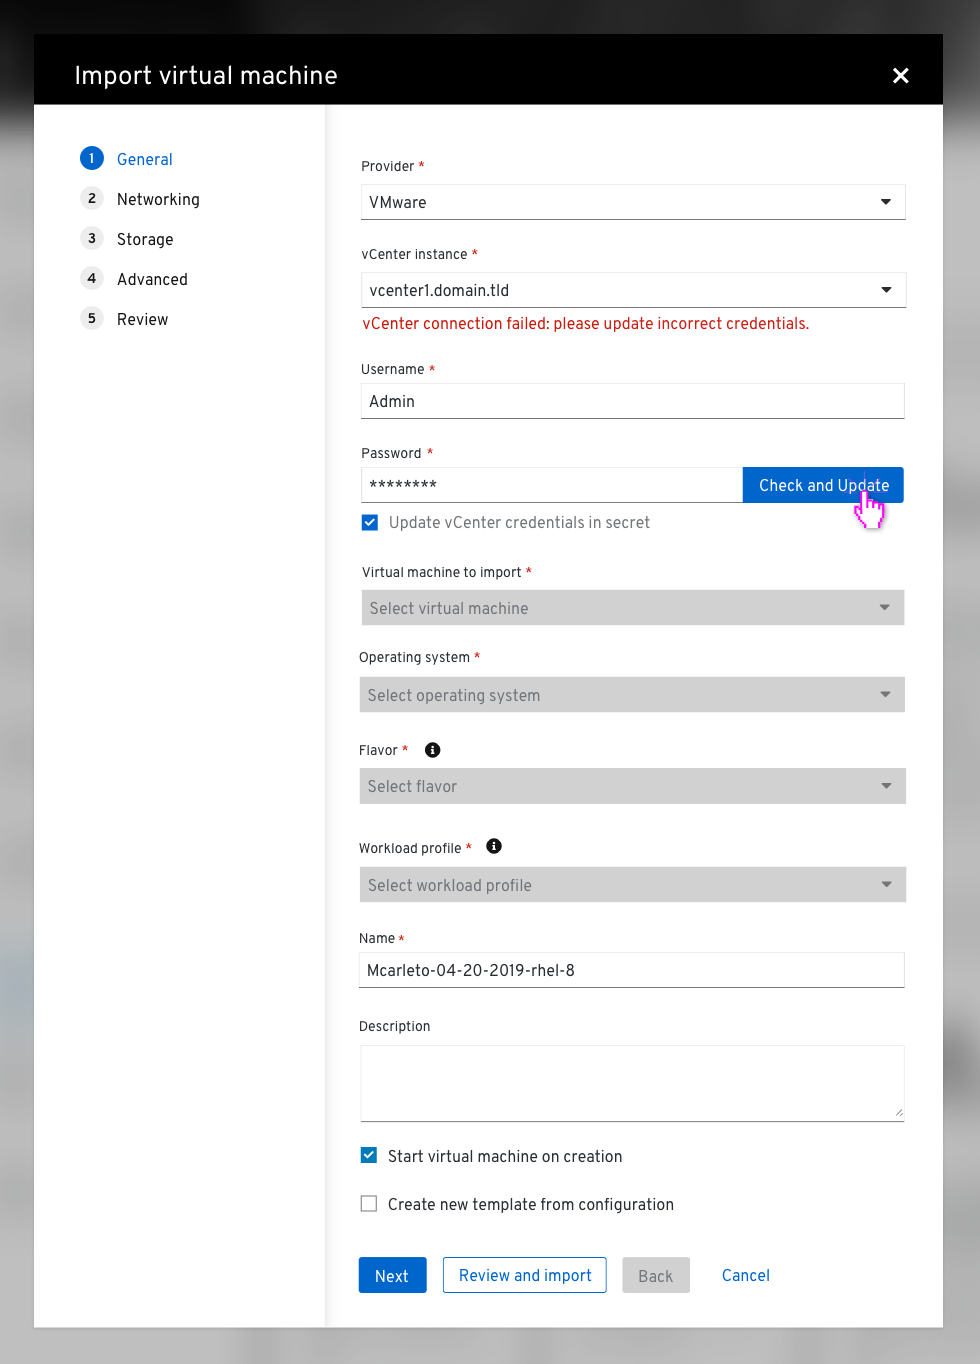 Import virtual machine
1 General
2 Networking
3 Storage
4 Advanced
5 Review
Provider *
VMware
vCenter instance *
vcenter1.domain.tld
vCenter connection failed: please update incorrect credentials.
Username *
Admin
Password *
******** Check and Update
Update vCenter credentials in secret
Virtual machine to import *
Select virtual machine
Operating system *
Select operating system
Flavor *
Select flavor
Workload profile *
Select workload profile
Name *
Mcarleto-04-20-2019-rhel-8
Description
Start virtual machine on creation
Create new template from configuration
Next Review and import Back Cancel